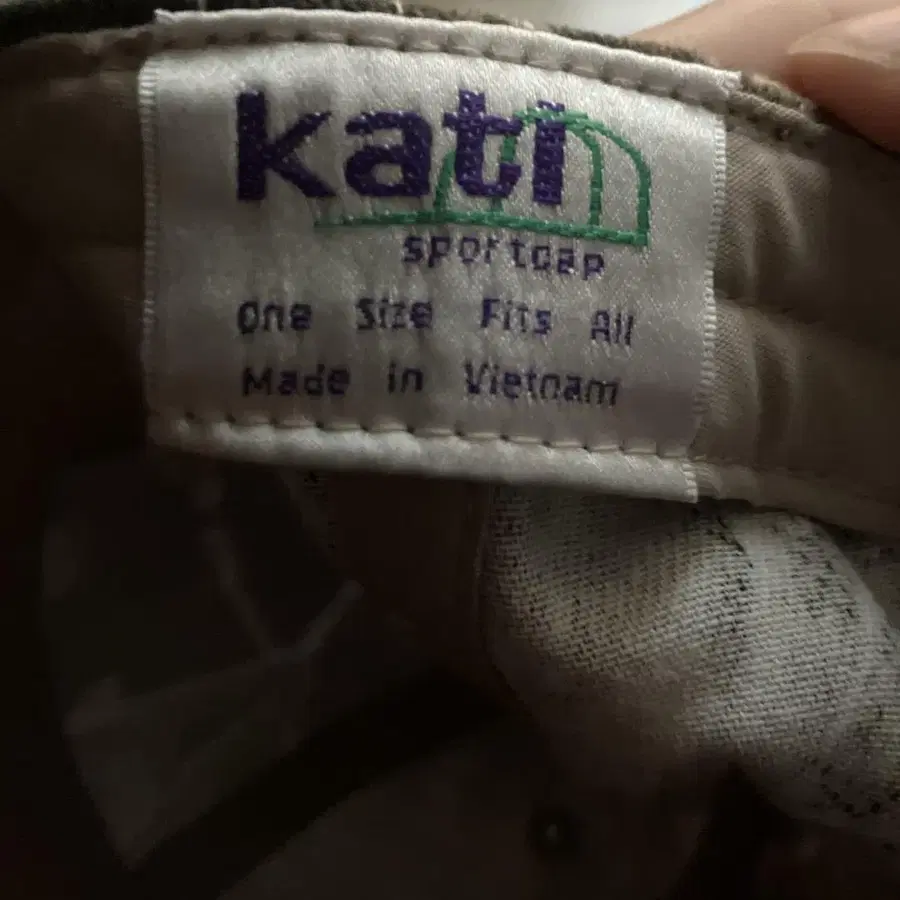 kati
sportcap
One Size Fits All
Made in Vietnam